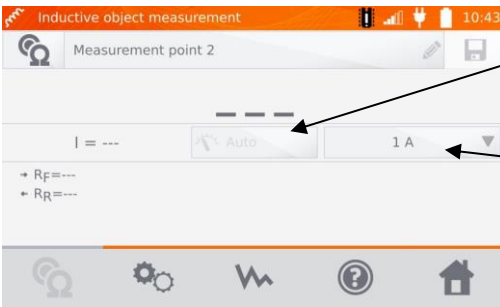 Inductive object measurement 10:43
Measurement point 2
---
I = --- Auto 1 A
→ RF=---
← RR=---